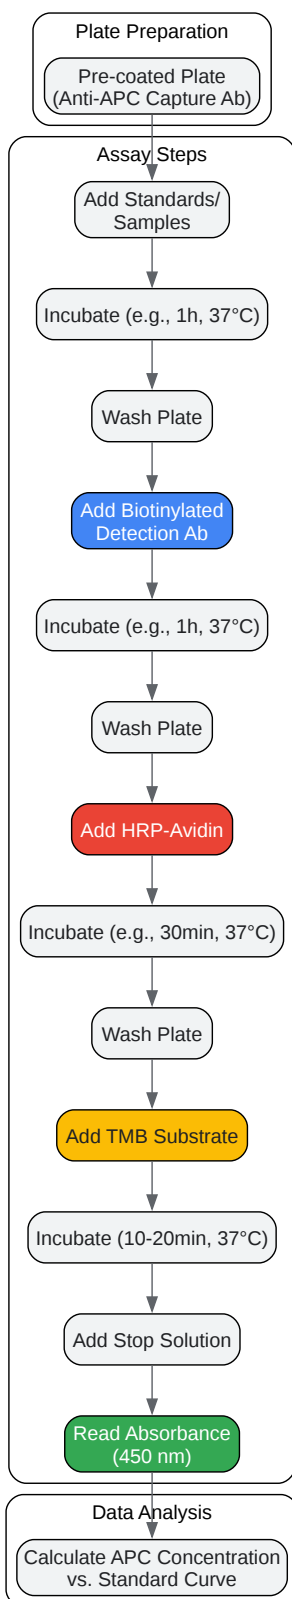 Plate Preparation
Pre-coated Plate
(Anti-APC Capture Ab)
Assay Steps
Add Standards/
Samples
Incubate (e.g., 1h, 37°C)
Wash Plate
Add Biotinylated
Detection Ab
Incubate (e.g., 1h, 37°C)
Wash Plate
Add HRP-Avidin
Incubate (e.g., 30min, 37°C)
Wash Plate
Add TMB Substrate
Incubate (10-20min, 37°C)
Add Stop Solution
Read Absorbance
(450 nm)
Data Analysis
Calculate APC Concentration
vs. Standard Curve